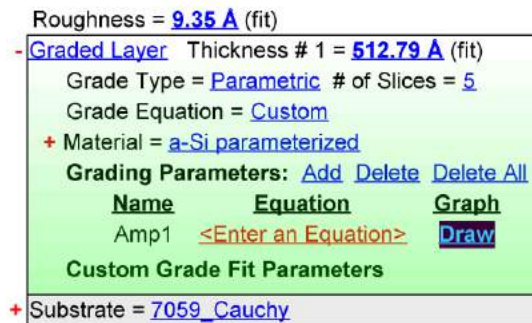 Roughness = 9.35 Å (fit)
- Graded Layer Thickness # 1 = 512.79 Å (fit)
Grade Type = Parametric # of Slices = 5
Grade Equation = Custom
+ Material = a-Si parameterized
Grading Parameters: Add Delete Delete All
Name Equation Graph
Amp1 <Enter an Equation> Draw
Custom Grade Fit Parameters
+ Substrate = 7059_Cauchy